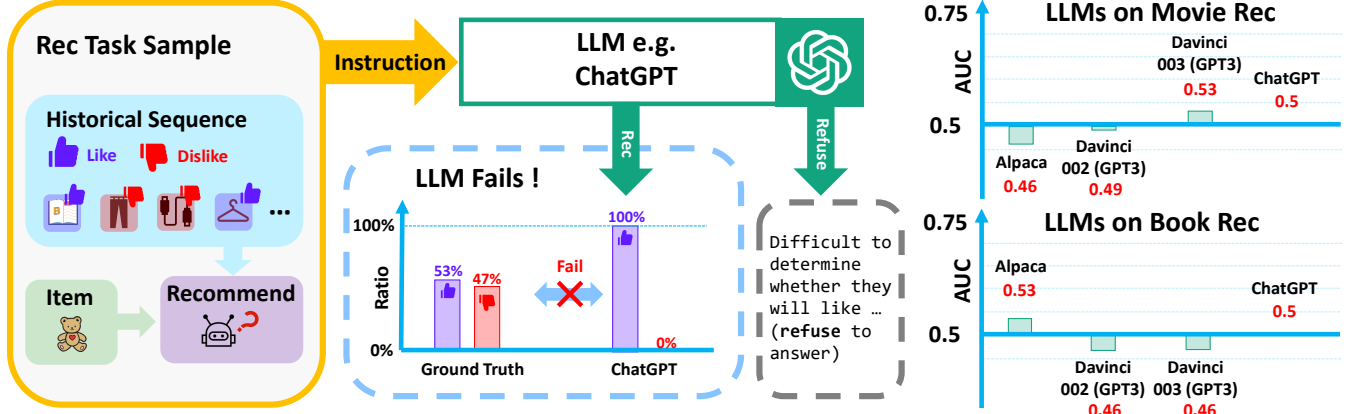 Rec Task Sample
Historical Sequence
Like
Dislike
B
...
Item
Recommend
Instruction
LLM e.g.
ChatGPT
Rec
Refuse
LLM Fails !
Ratio
100%
0%
53%
47%
Fail
100%
0%
Ground Truth
ChatGPT
Difficult to
determine
whether they
will like …
(refuse to
answer)
LLMs on Movie Rec
AUC
0.75
0.5
Alpaca
0.46
Davinci
002 (GPT3)
0.49
Davinci
003 (GPT3)
0.53
ChatGPT
0.5
LLMs on Book Rec
AUC
0.75
0.5
Alpaca
0.53
Davinci
002 (GPT3)
0.46
Davinci
003 (GPT3)
0.46
ChatGPT
0.5